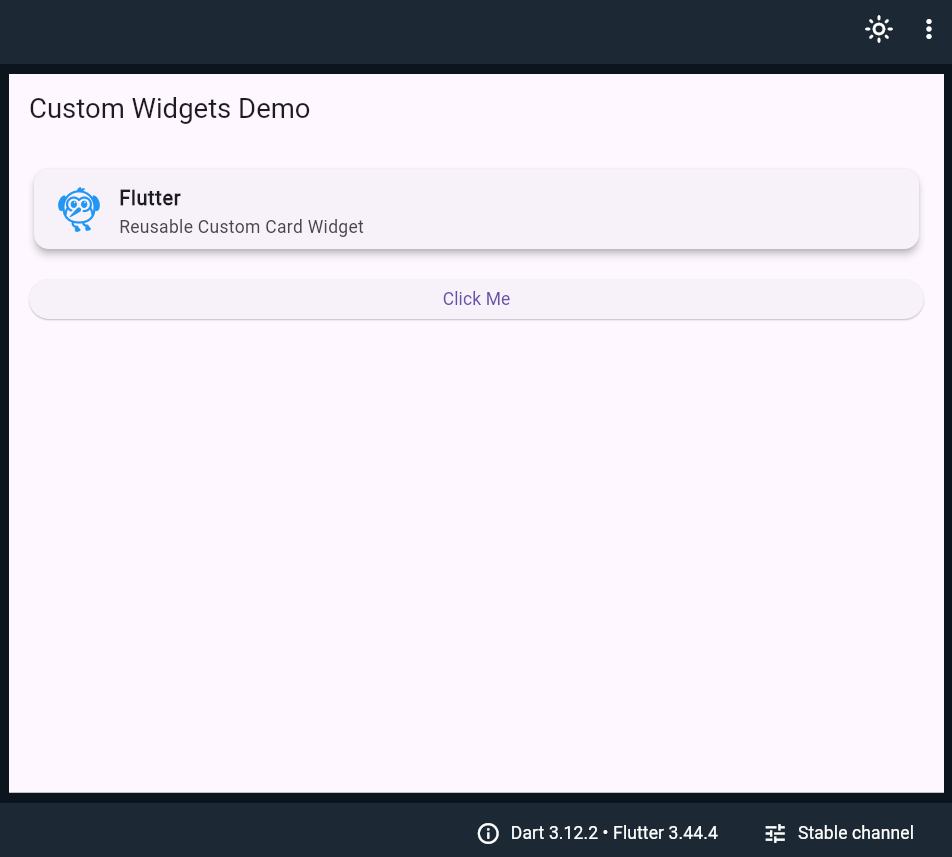 Custom Widgets Demo
Flutter
Reusable Custom Card Widget
Click Me
Dart 3.12.2 • Flutter 3.44.4
Stable channel